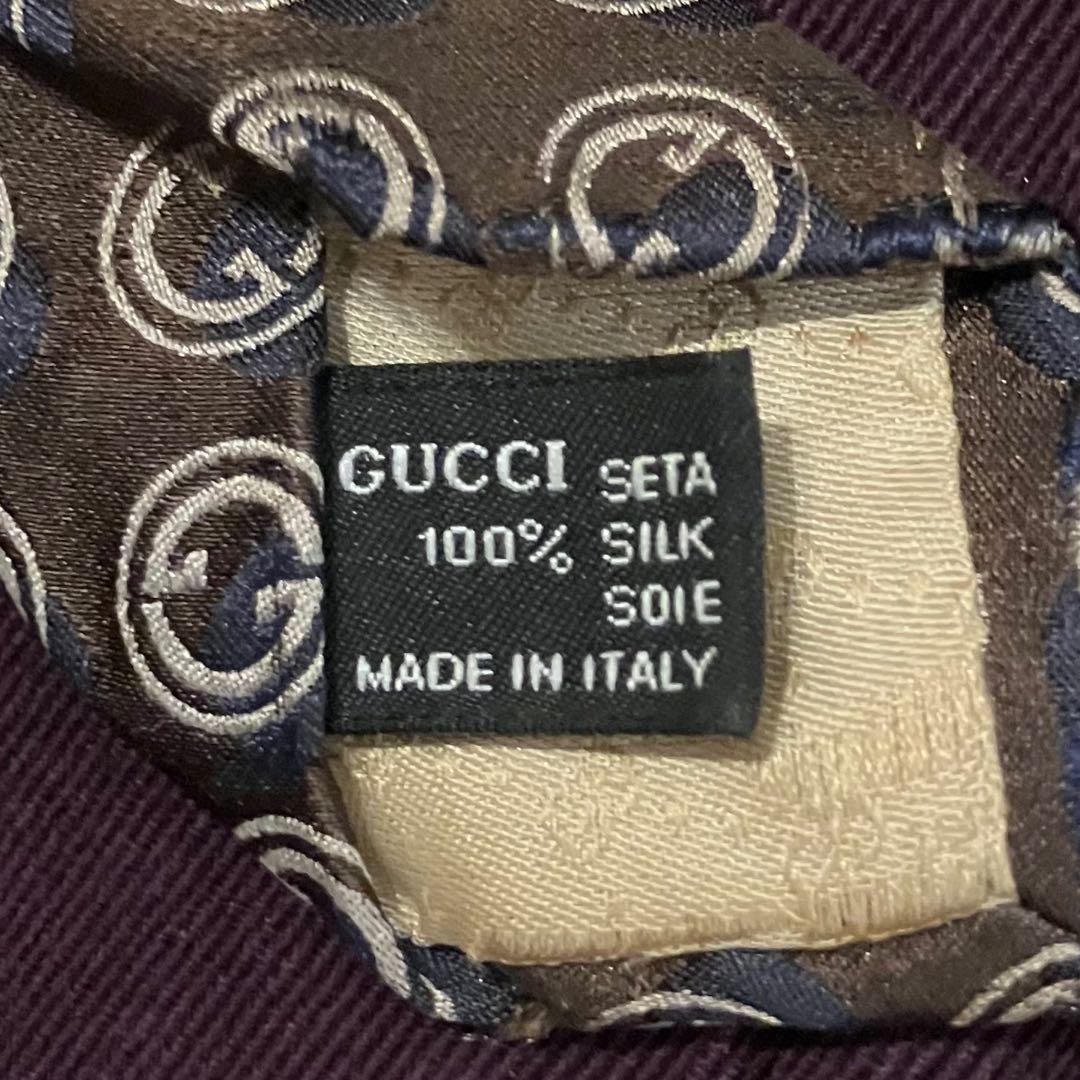 GUCCI SETA
100% SILK
SOIE
MADE IN ITALY